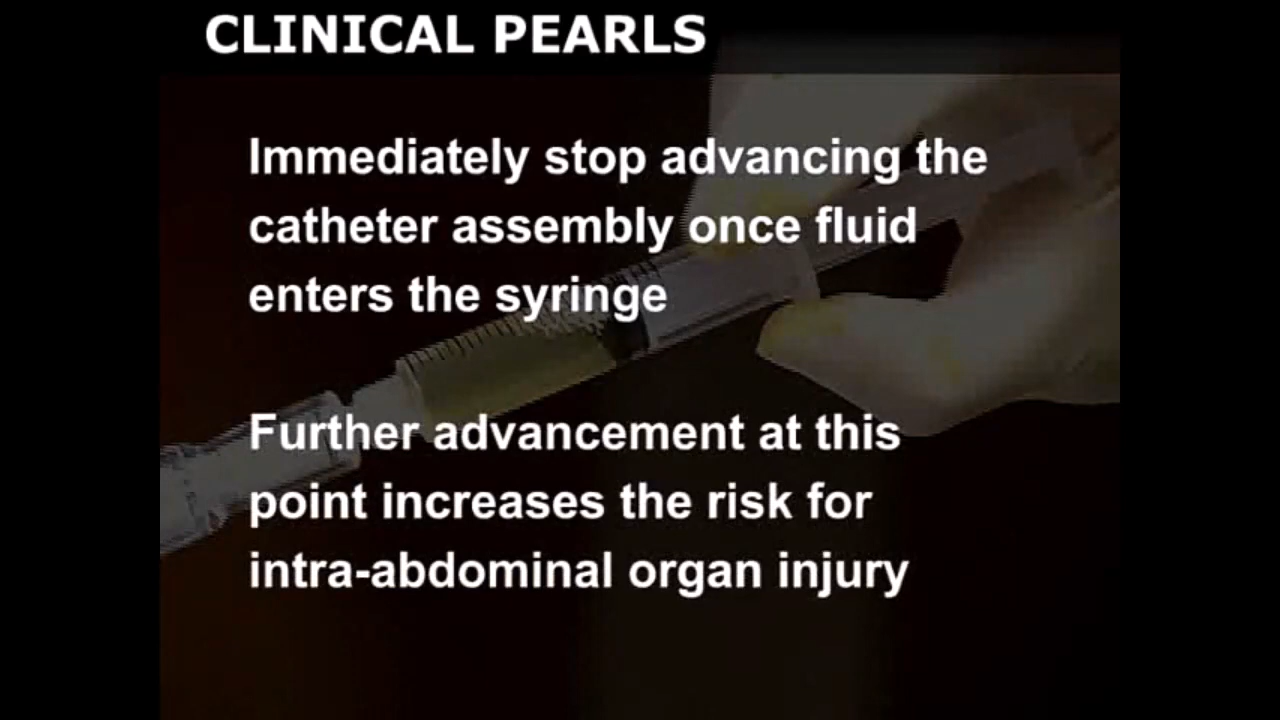 CLINICAL PEARLS
Immediately stop advancing the
catheter assembly once fluid
enters the syringe
Further advancement at this
point increases the risk for
intra-abdominal organ injury